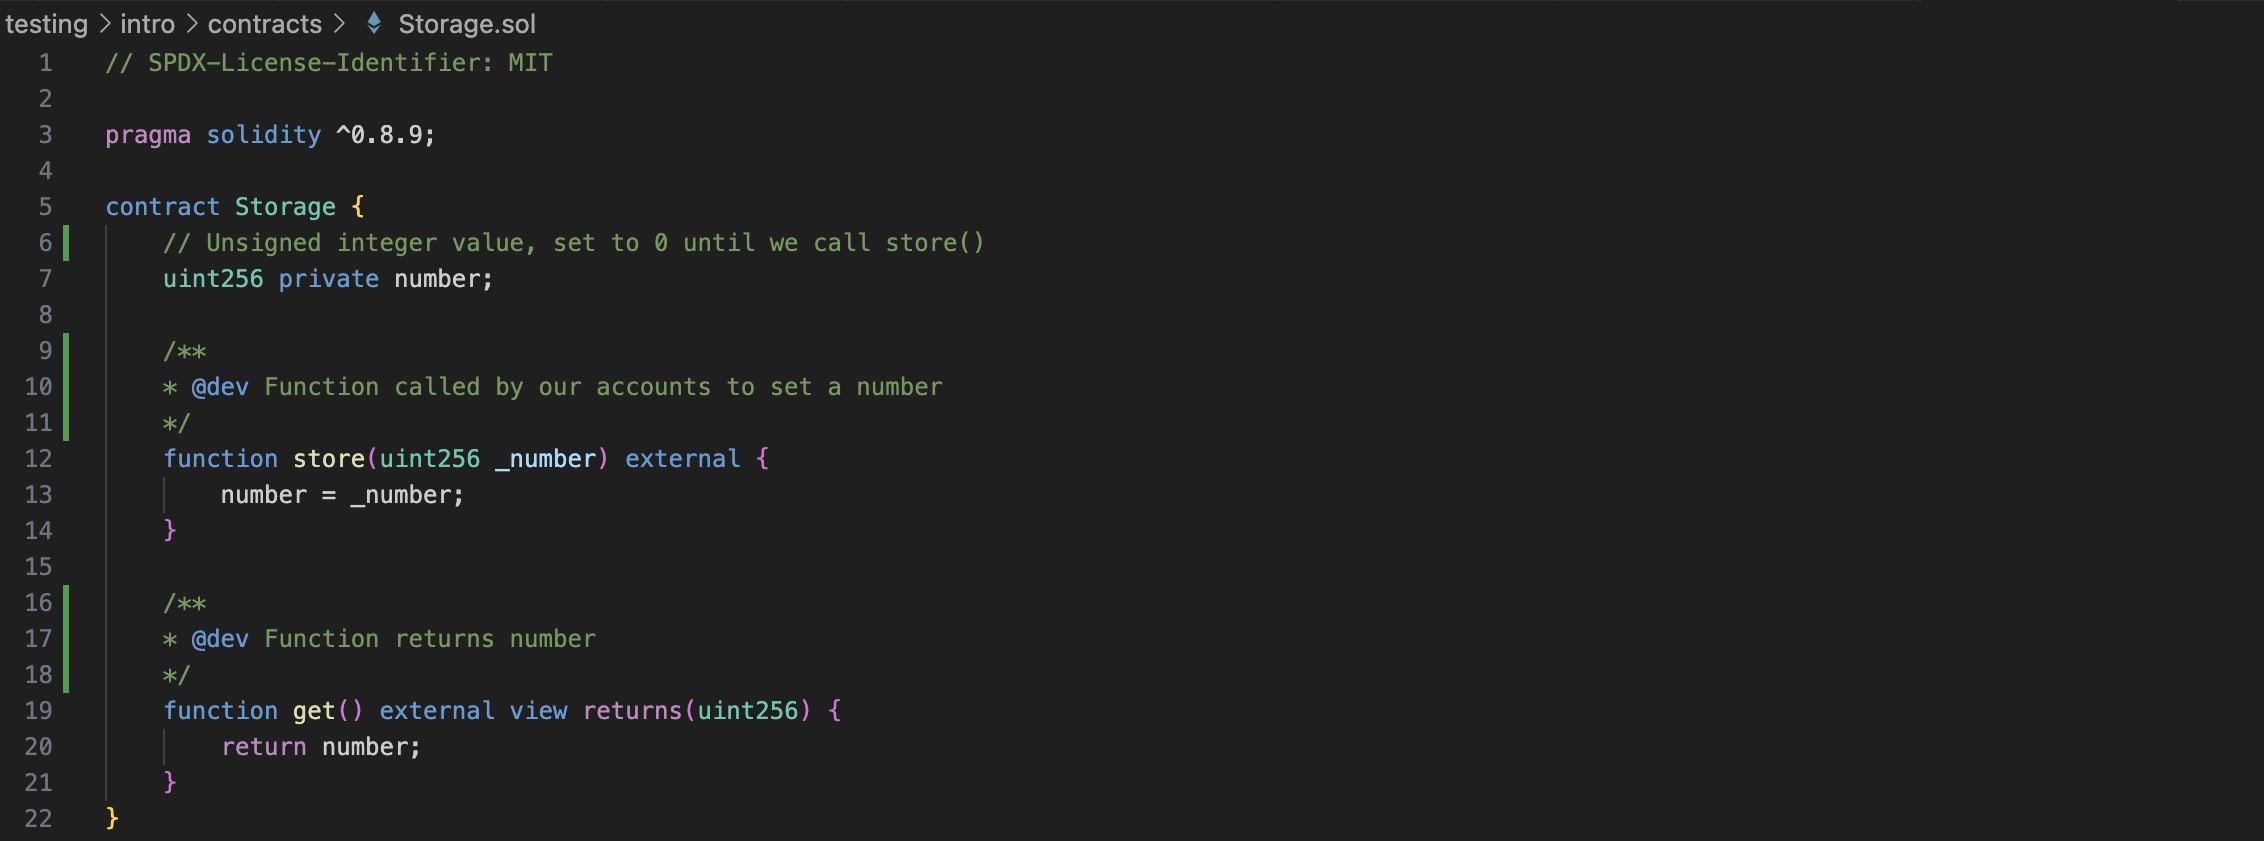 testing > intro > contracts > Storage.sol
1 // SPDX-License-Identifier: MIT
2
3 pragma solidity ^0.8.9;
4
5 contract Storage {
6     // Unsigned integer value, set to 0 until we call store()
7     uint256 private number;
8
9     /**
10     * @dev Function called by our accounts to set a number
11     */
12     function store(uint256 _number) external {
13         number = _number;
14     }
15
16     /**
17     * @dev Function returns number
18     */
19     function get() external view returns(uint256) {
20         return number;
21     }
22 }